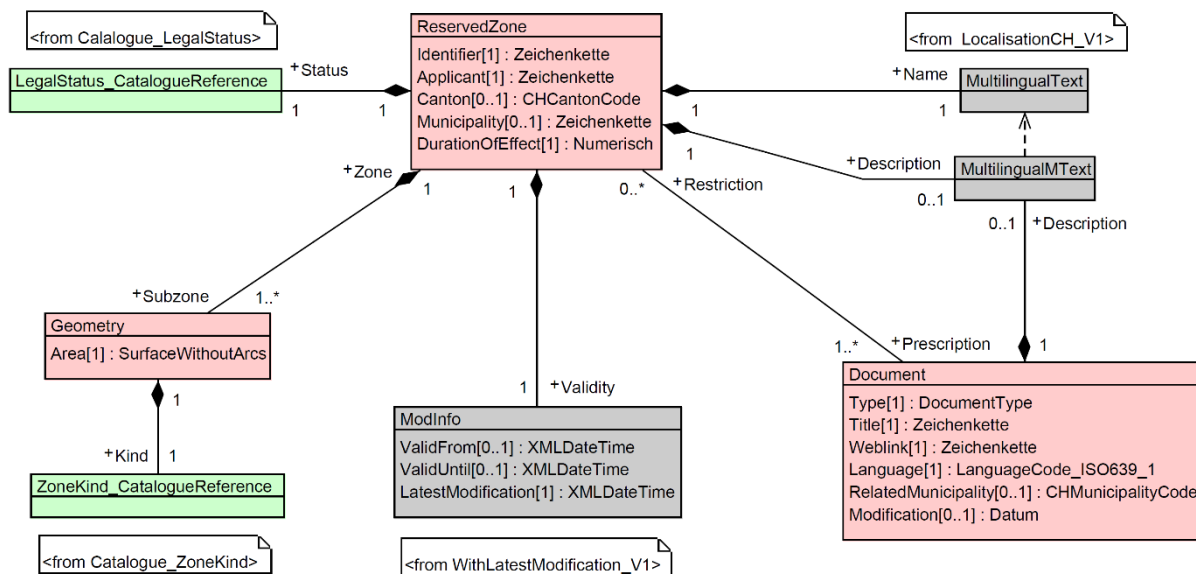 <from Calalogue_LegalStatus>
LegalStatus_CatalogueReference
+Status
1
1
ReservedZone
Identifier[1] : Zeichenkette
Applicant[1] : Zeichenkette
Canton[0..1] : CHCantonCode
Municipality[0..1] : Zeichenkette
DurationOfEffect[1] : Numerisch
<from LocalisationCH_V1>
+Name
1
1
MultilingualText
+Description
1
0..1
MultilingualMText
+Zone
1
1
0..*
+Restriction
0..1
+Description
+Subzone
1..*
Geometry
Area[1] : SurfaceWithoutArcs
1
+Kind
1
ZoneKind_CatalogueReference
<from Catalogue_ZoneKind>
1
+Validity
ModInfo
ValidFrom[0..1] : XMLDateTime
ValidUntil[0..1] : XMLDateTime
LatestModification[1] : XMLDateTime
<from WithLatestModification_V1>
1..*
+Prescription
1
Document
Type[1] : DocumentType
Title[1] : Zeichenkette
Weblink[1] : Zeichenkette
Language[1] : LanguageCode_ISO639_1
RelatedMunicipality[0..1] : CHMunicipalityCode
Modification[0..1] : Datum